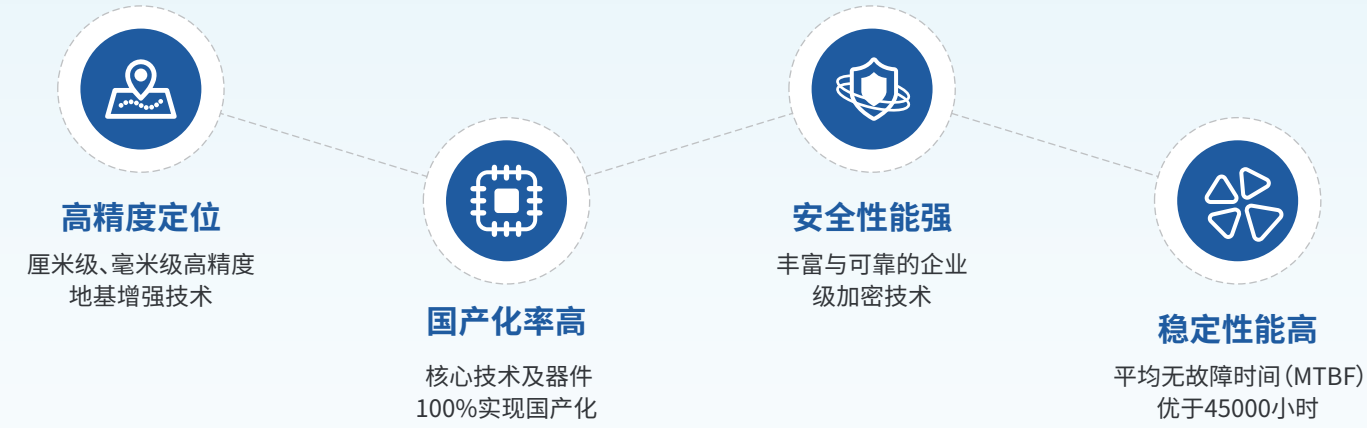 高精度定位
厘米级、毫米级高精度
地基增强技术
国产化率高
核心技术及器件
100%实现国产化
安全性能强
丰富与可靠的企业
级加密技术
稳定性能高
平均无故障时间(MTBF)
优于45000小时